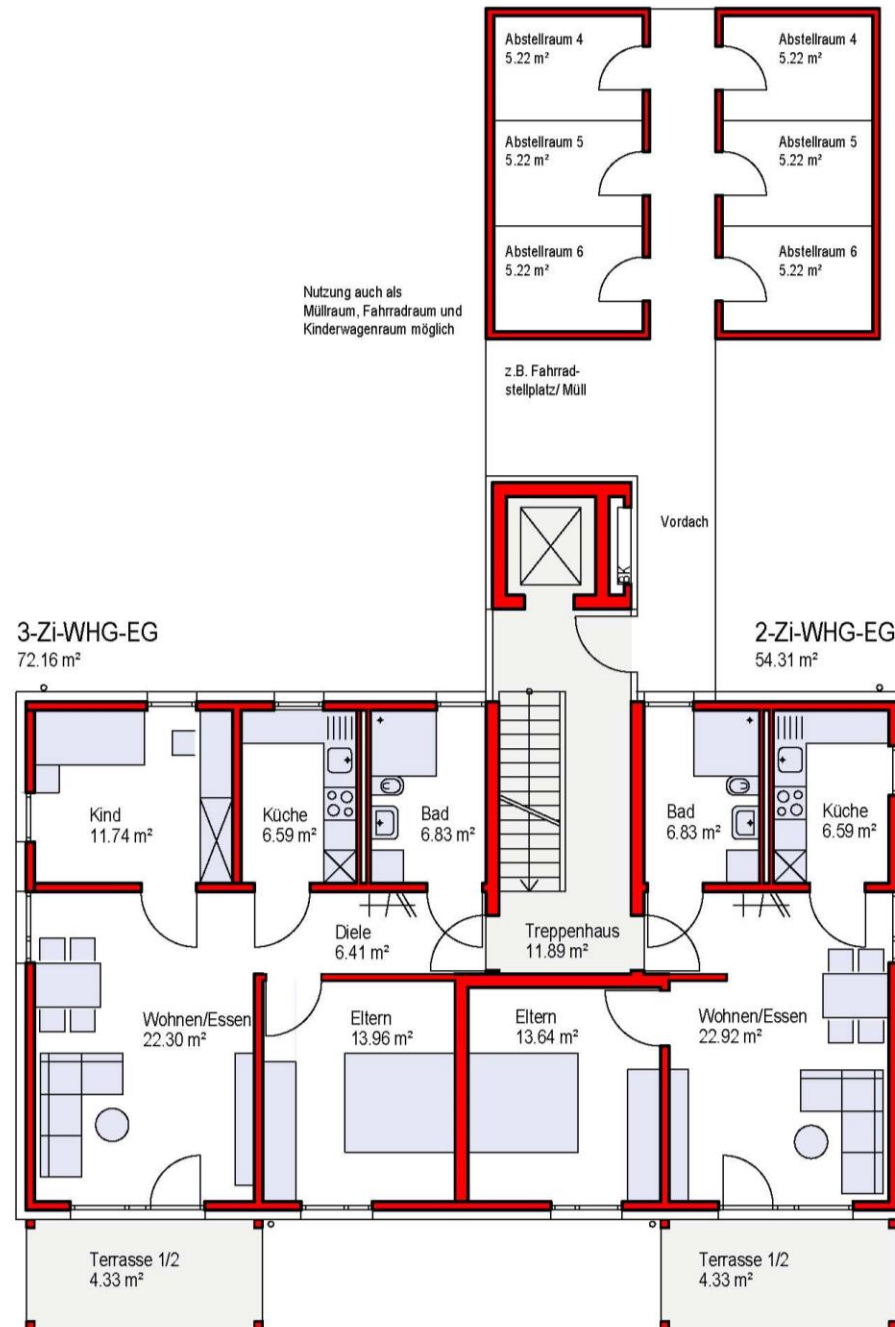 Abstellraum 4
5.22 m²
Abstellraum 4
5.22 m²
Abstellraum 5
5.22 m²
Abstellraum 5
5.22 m²
Abstellraum 6
5.22 m²
Abstellraum 6
5.22 m²
Nutzung auch als
Müllraum, Fahrradraum und
Kinderwagenraum möglich
z.B. Fahrrad-
stellplatz/ Müll
Vordach
BK
3-Zi-WHG-EG
72.16 m²
2-Zi-WHG-EG
54.31 m²
Kind
11.74 m²
Küche
6.59 m²
Bad
6.83 m²
Bad
6.83 m²
Küche
6.59 m²
Diele
6.41 m²
Treppenhaus
11.89 m²
Wohnen/Essen
22.30 m²
Eltern
13.96 m²
Eltern
13.64 m²
Wohnen/Essen
22.92 m²
Terrasse 1/2
4.33 m²
Terrasse 1/2
4.33 m²